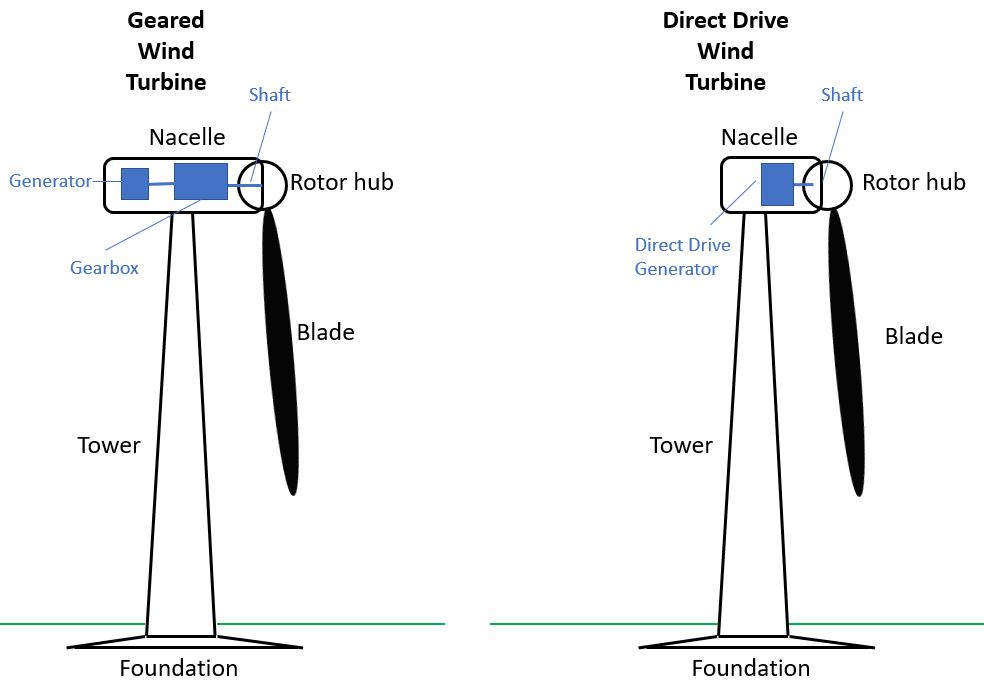 Geared
Wind
Turbine
Shaft
Nacelle
Generator
Rotor hub
Gearbox
Blade
Tower
Foundation
Direct Drive
Wind
Turbine
Shaft
Nacelle
Rotor hub
Direct Drive
Generator
Blade
Tower
Foundation